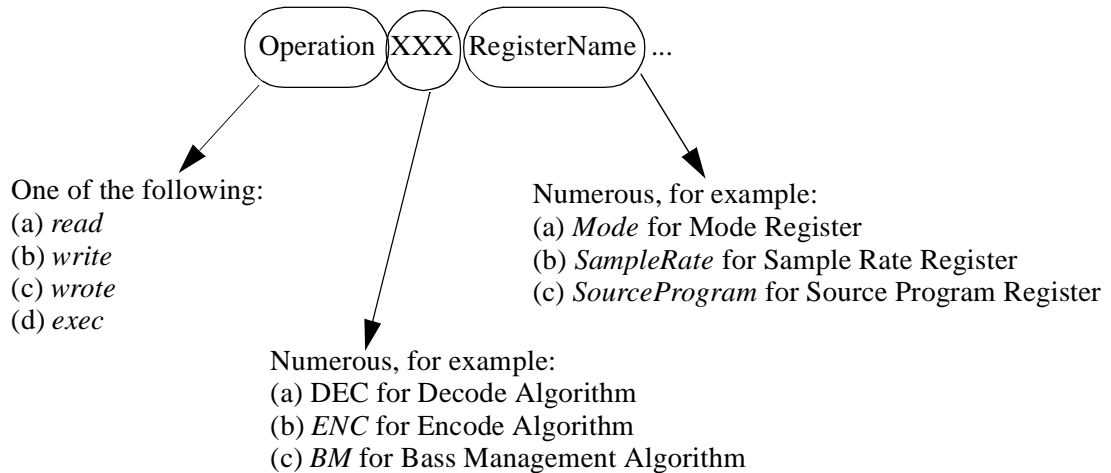 Operation XXX RegisterName ...
One of the following:
(a) read
(b) write
(c) wrote
(d) exec
Numerous, for example:
(a) Mode for Mode Register
(b) SampleRate for Sample Rate Register
(c) SourceProgram for Source Program Register
Numerous, for example:
(a) DEC for Decode Algorithm
(b) ENC for Encode Algorithm
(c) BM for Bass Management Algorithm